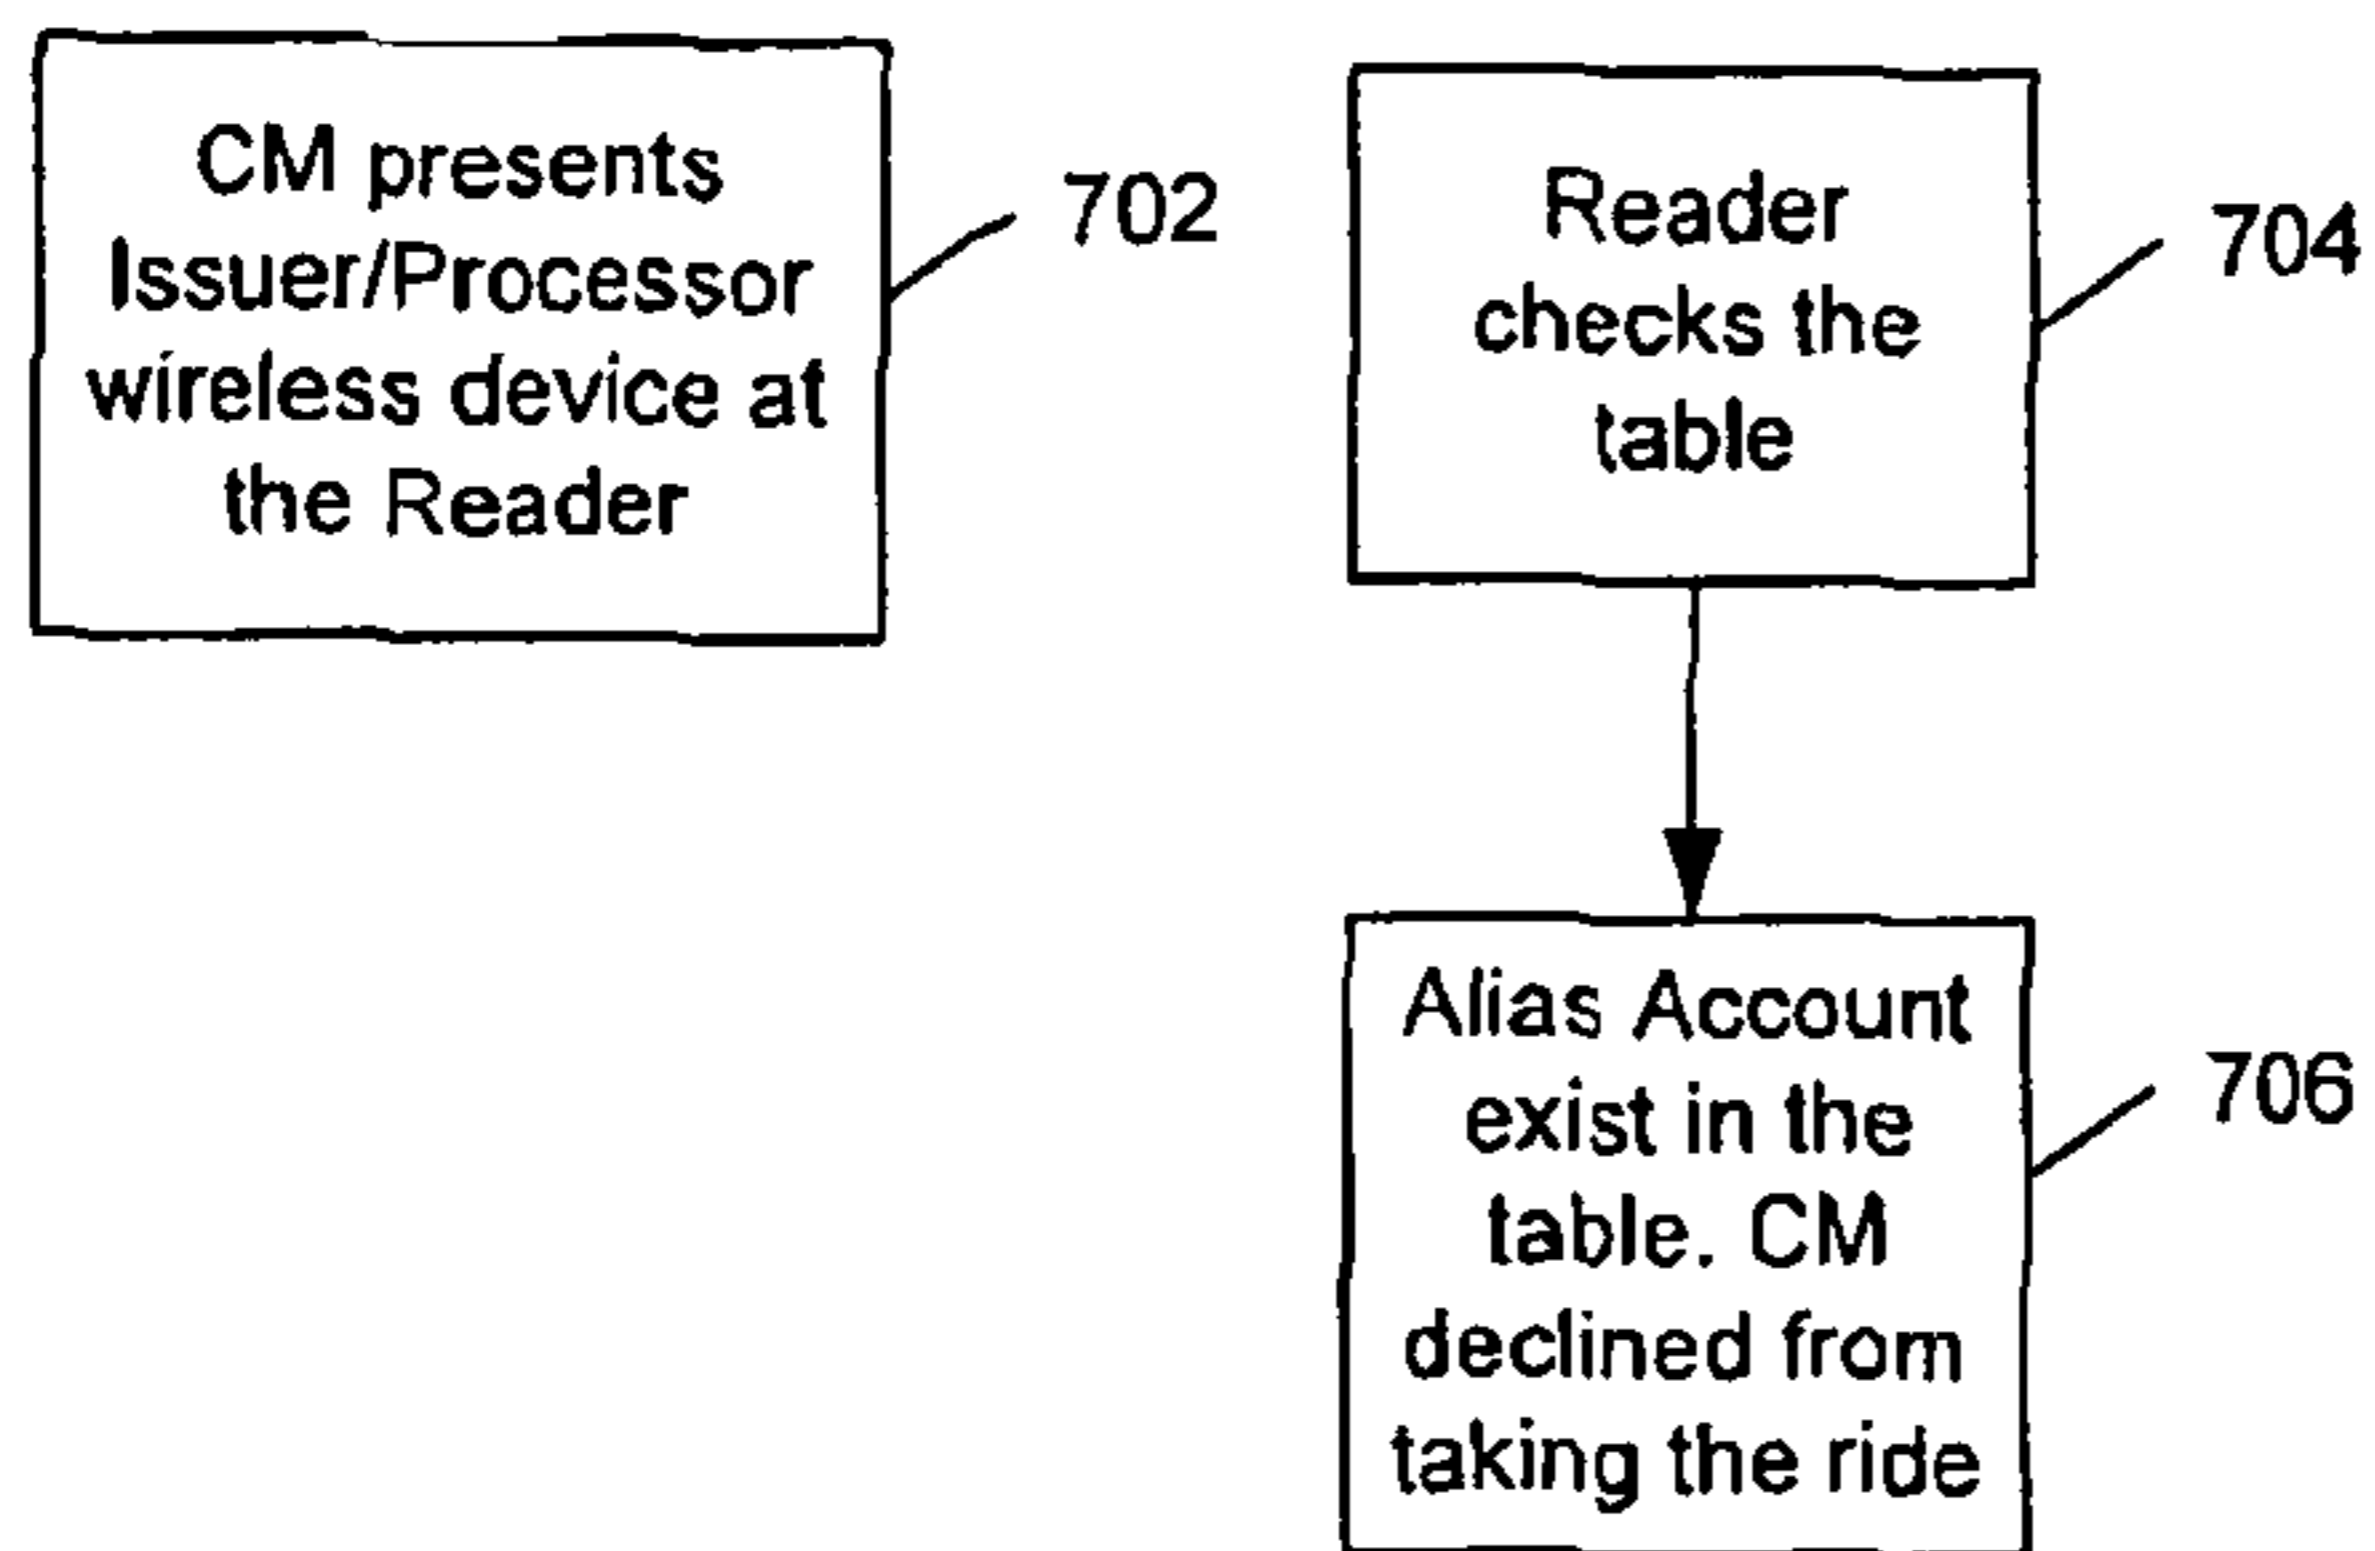 CM presents
Issuer/Processor
wireless device at
the Reader
702
Reader
checks the
table
704
Alias Account
exist in the
table. CM
declined from
taking the ride
706